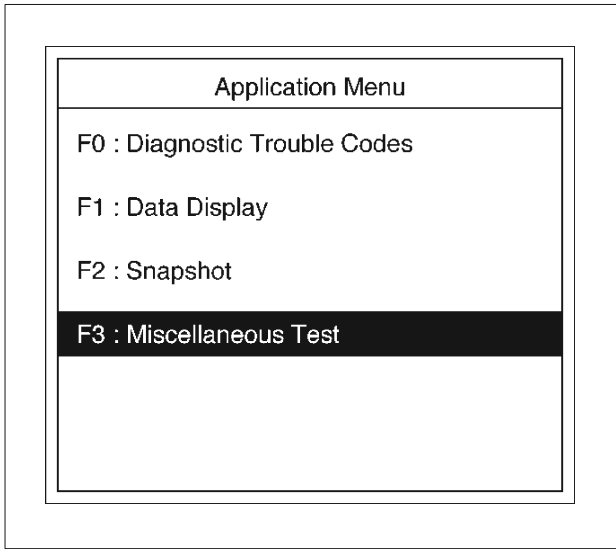 Application Menu
F0 : Diagnostic Trouble Codes
F1 : Data Display
F2 : Snapshot
F3 : Miscellaneous Test